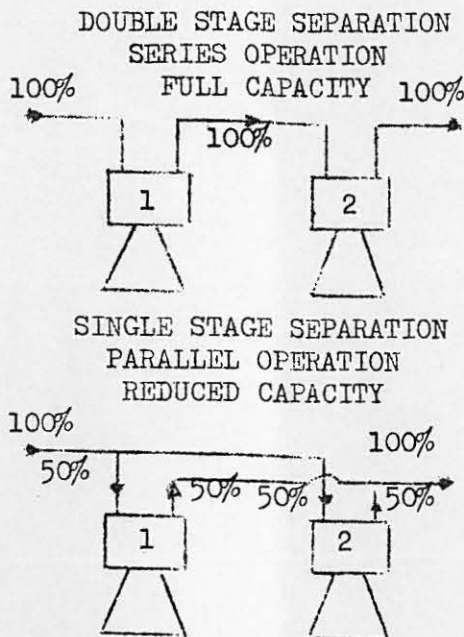 DOUBLE STAGE SEPARATION
SERIES OPERATION
FULL CAPACITY
100%
100%
100%
1
2
SINGLE STAGE SEPARATION
PARALLEL OPERATION
REDUCED CAPACITY
100%
100%
50%
50%
50%
50%
1
2